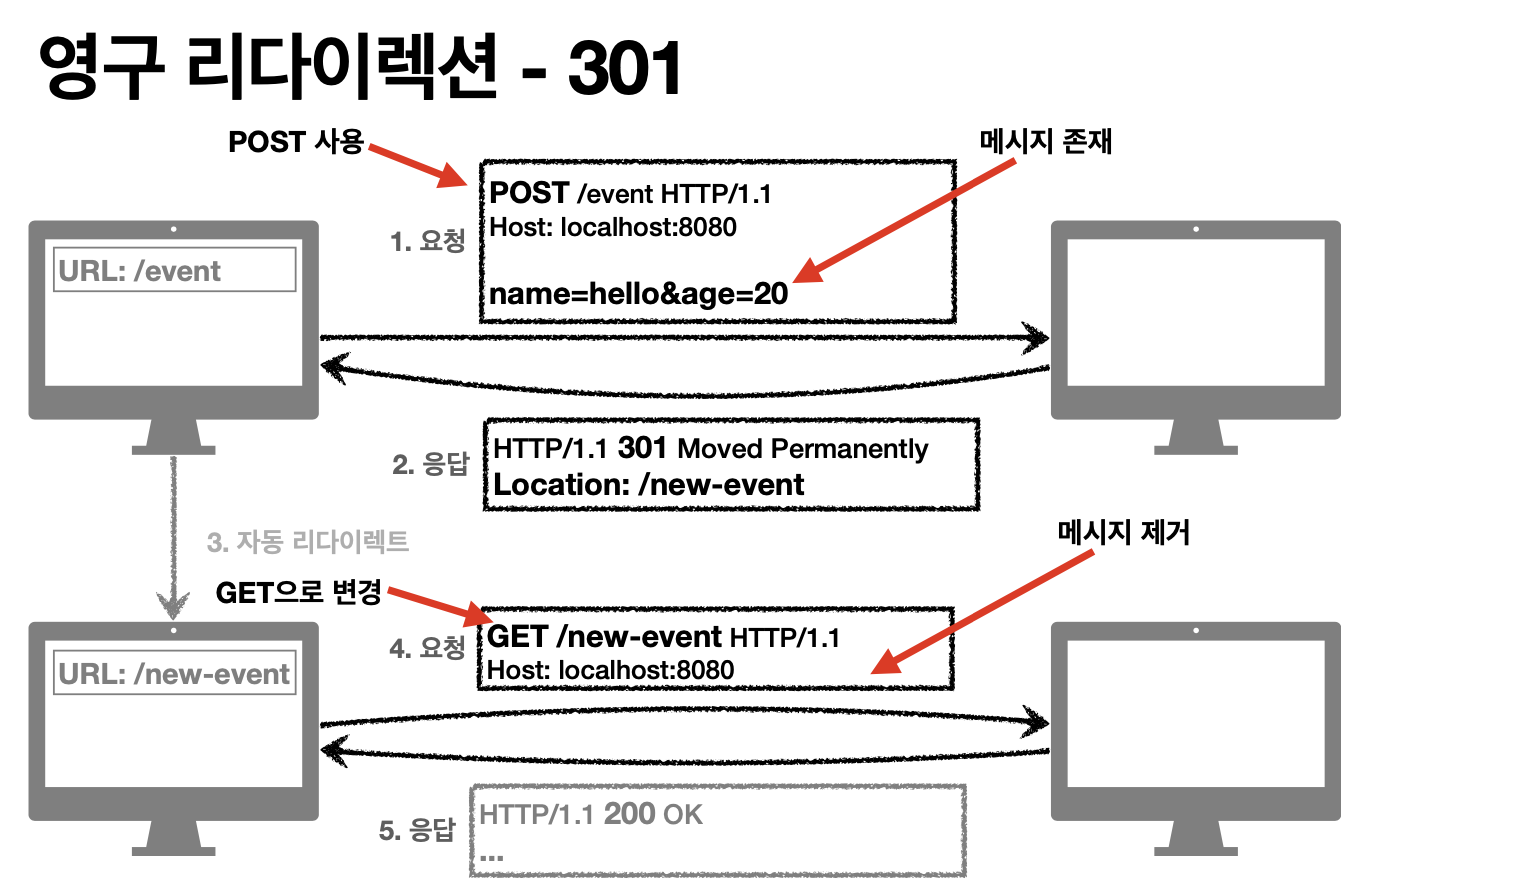 영구 리다이렉션 - 301
POST 사용
메시지 존재
POST /event HTTP/1.1
Host: localhost:8080
1. 요청
URL: /event
name=hello&age=20
HTTP/1.1 301 Moved Permanently
2. 응답
Location: /new-event
3. 자동 리다이렉트
메시지 제거
GET으로 변경
GET /new-event HTTP/1.1
4. 요청
Host: localhost:8080
URL: /new-event
HTTP/1.1 200 OK
5. 응답
...